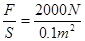 F/S = 2000N/0.1m²